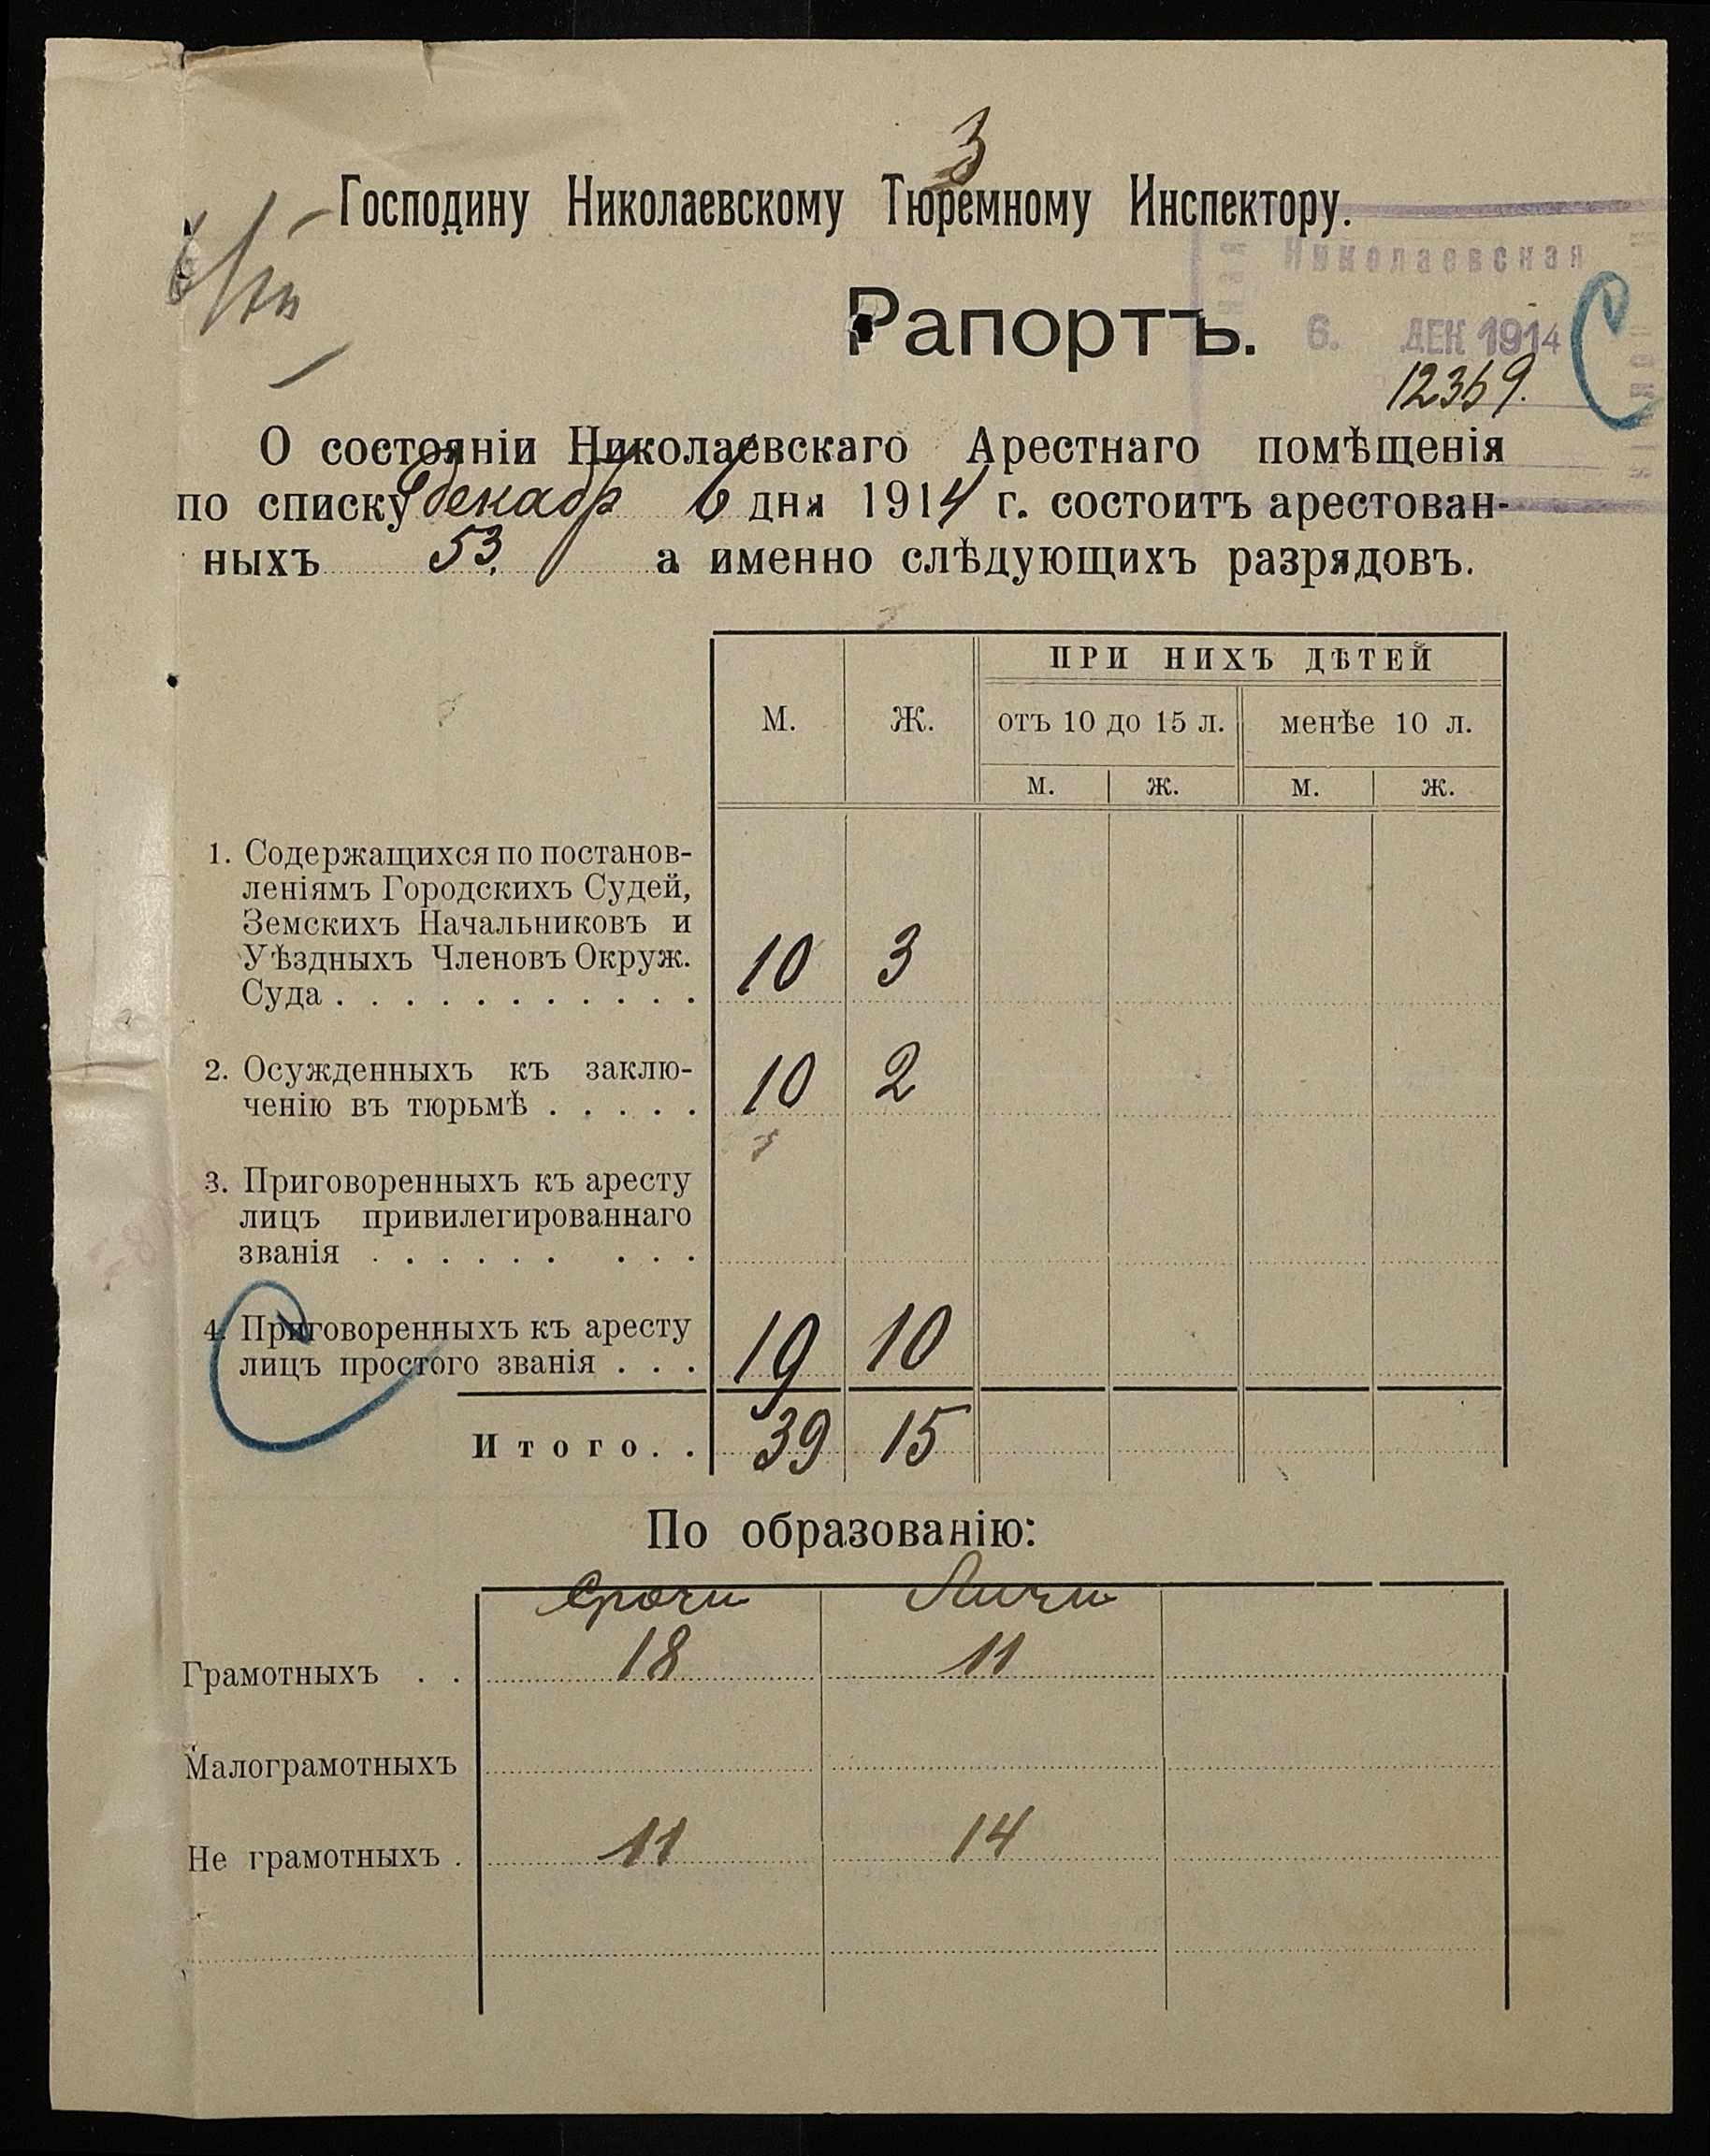 3
Господину Николаевскому Тюремному Инспектору.
Николаевская
Рапортъ.
6. ДЕК 1914
12369.
О состоянiи Николаевскаго Арестнаго помѣщенiя
по списку декабр 6 дня 1914 г. состоитъ арестован-
ныхъ 53. а именно слѣдующихъ разрядовъ.
ПРИ НИХЪ ДѢТЕЙ
М. Ж. отъ 10 до 15 л. менѣе 10 л.
м. ж. м. ж.
1. Содержащихся по постанов-
ленiямъ Городскихъ Судей,
Земскихъ Начальниковъ и
Уѣздныхъ Членовъ Окруж.
Суда . . . . . . . . . . . 10 3
2. Осужденныхъ къ заклю-
ченiю въ тюрьмѣ . . . . . 10 2
3. Приговоренныхъ къ аресту
лицъ привилегированнаго
званiя . . . . . . . . .
4. Приговоренныхъ къ аресту
лицъ простого званiя . . . 19 10
Итого. . 39 15
По образованiю:
Срочн Личн
Грамотныхъ . . 18 11
Малограмотныхъ
Не грамотныхъ . 11 14